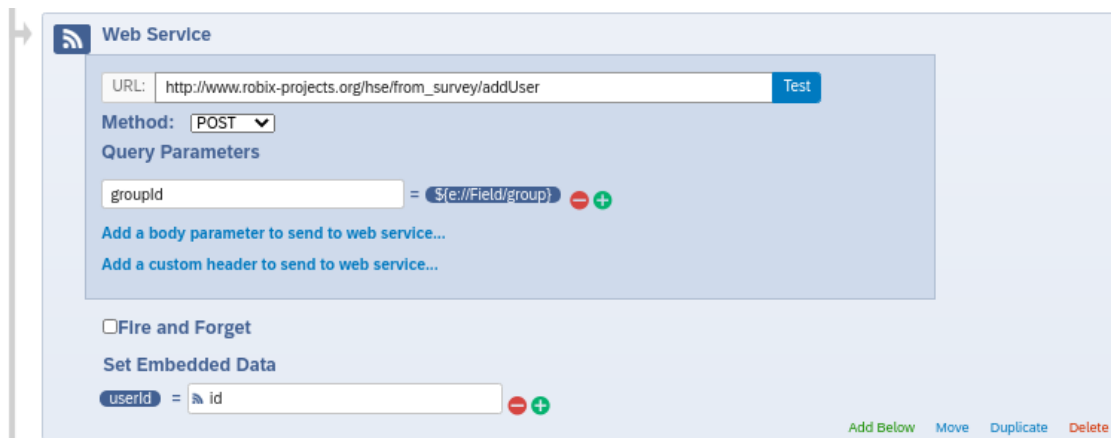 Web Service
URL: http://www.robix-projects.org/hse/from_survey/addUser Test
Method: POST
Query Parameters
groupId = ${e://Field/group}
Add a body parameter to send to web service...
Add a custom header to send to web service...
Fire and Forget
Set Embedded Data
userId = id
Add Below Move Duplicate Delete